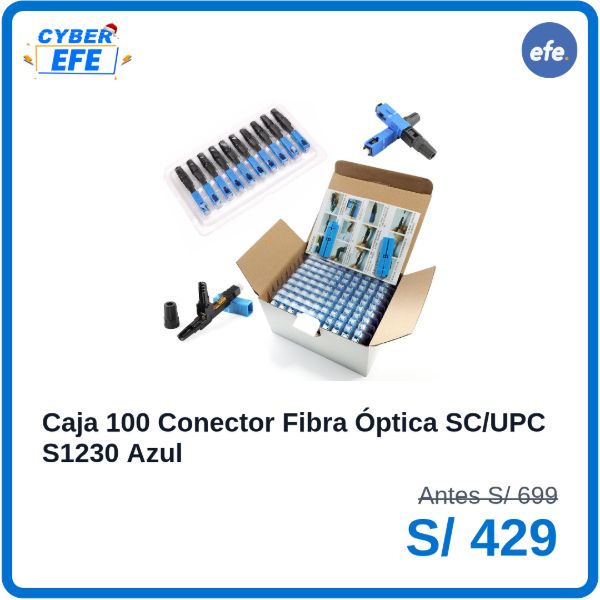 CYBER
EFE
efe.
Caja 100 Conector Fibra Óptica SC/UPC
S1230 Azul
Antes S/ 699
S/ 429